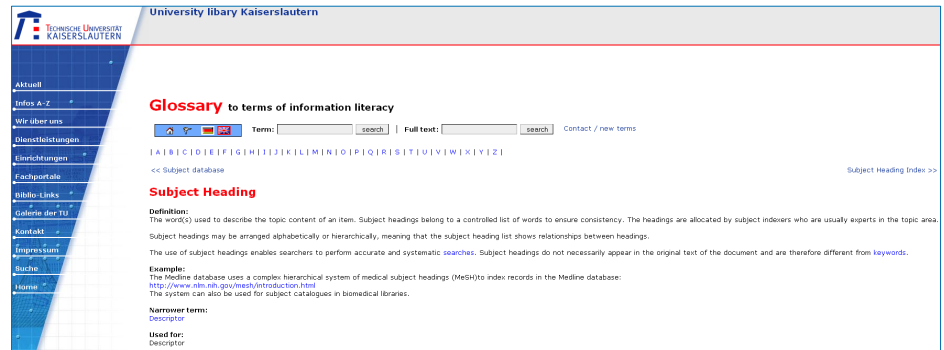 University libary Kaiserslautern
TECHNISCHE UNIVERSITÄT
KAISERSLAUTERN
Aktuell
Infos A-Z
Wir über uns
Dienstleistungen
Einrichtungen
Fachportale
Biblio-Links
Galerie der TU
Kontakt
Impressum
Suche
Home
Glossary to terms of information literacy
Term: search | Full text: search Contact / new terms
| A | B | C | D | E | F | G | H | I | J | K | L | M | N | O | P | Q | R | S | T | U | V | W | X | Y | Z |
<< Subject database Subject Heading Index >>
Subject Heading
Definition:
The word(s) used to describe the topic content of an item. Subject headings belong to a controlled list of words to ensure consistency. The headings are allocated by subject indexers who are usually experts in the topic area.
Subject headings may be arranged alphabetically or hierarchically, meaning that the subject heading list shows relationships between headings.
The use of subject headings enables searchers to perform accurate and systematic searches. Subject headings do not necessarily appear in the original text of the document and are therefore different from keywords.
Example:
The Medline database uses a complex hierarchical system of medical subject headings (MeSH)to index records in the Medline database:
http://www.nlm.nih.gov/mesh/introduction.html
The system can also be used for subject catalogues in biomedical libraries.
Narrower term:
Descriptor
Used for:
Descriptor